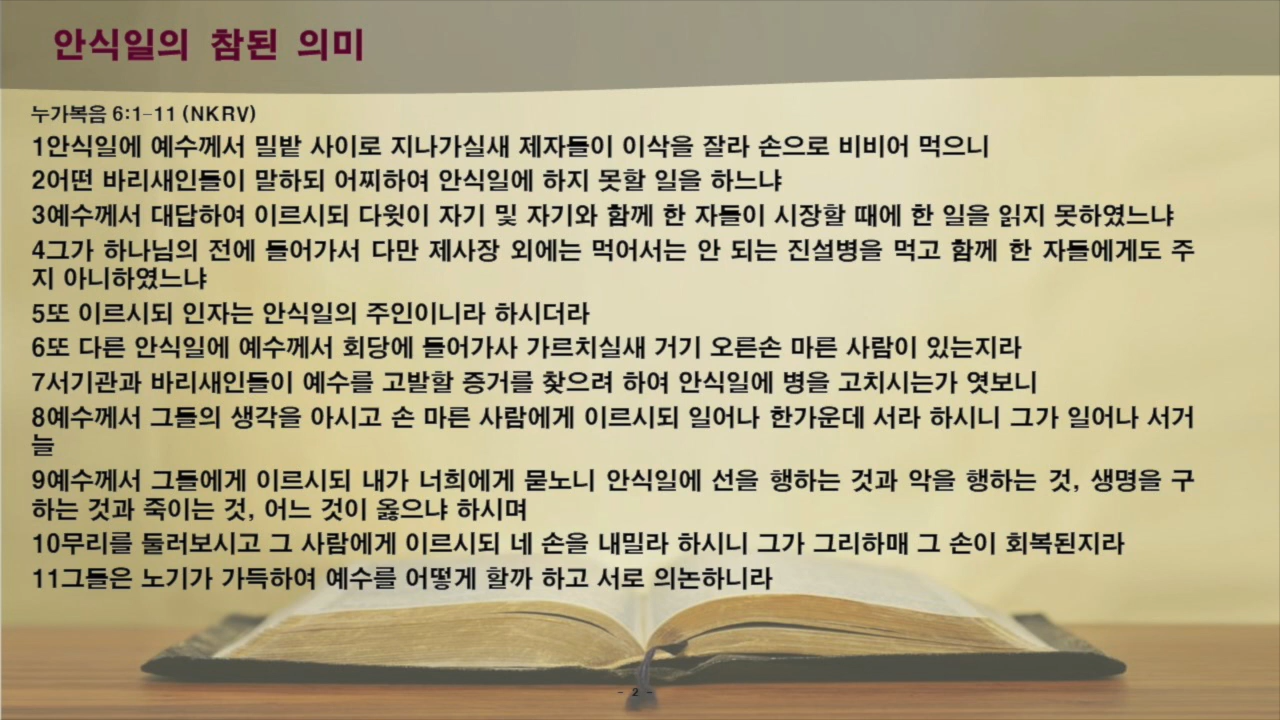 안식일의 참된 의미
누가복음 6:1-11 (NKRV)
1안식일에 예수께서 밀밭 사이로 지나가실새 제자들이 이삭을 잘라 손으로 비비어 먹으니
2어떤 바리새인들이 말하되 어찌하여 안식일에 하지 못할 일을 하느냐
3예수께서 대답하여 이르시되 다윗이 자기 및 자기와 함께 한 자들이 시장할 때에 한 일을 읽지 못하였느냐
4그가 하나님의 전에 들어가서 다만 제사장 외에는 먹어서는 안 되는 진설병을 먹고 함께 한 자들에게도 주
지 아니하였느냐
5또 이르시되 인자는 안식일의 주인이니라 하시더라
6또 다른 안식일에 예수께서 회당에 들어가사 가르치실새 거기 오른손 마른 사람이 있는지라
7서기관과 바리새인들이 예수를 고발할 증거를 찾으려 하여 안식일에 병을 고치시는가 엿보니
8예수께서 그들의 생각을 아시고 손 마른 사람에게 이르시되 일어나 한가운데 서라 하시니 그가 일어나 서거
늘
9예수께서 그들에게 이르시되 내가 너희에게 묻노니 안식일에 선을 행하는 것과 악을 행하는 것, 생명을 구
하는 것과 죽이는 것, 어느 것이 옳으냐 하시며
10무리를 둘러보시고 그 사람에게 이르시되 네 손을 내밀라 하시니 그가 그리하매 그 손이 회복된지라
11그들은 노기가 가득하여 예수를 어떻게 할까 하고 서로 의논하니라
- 2 -